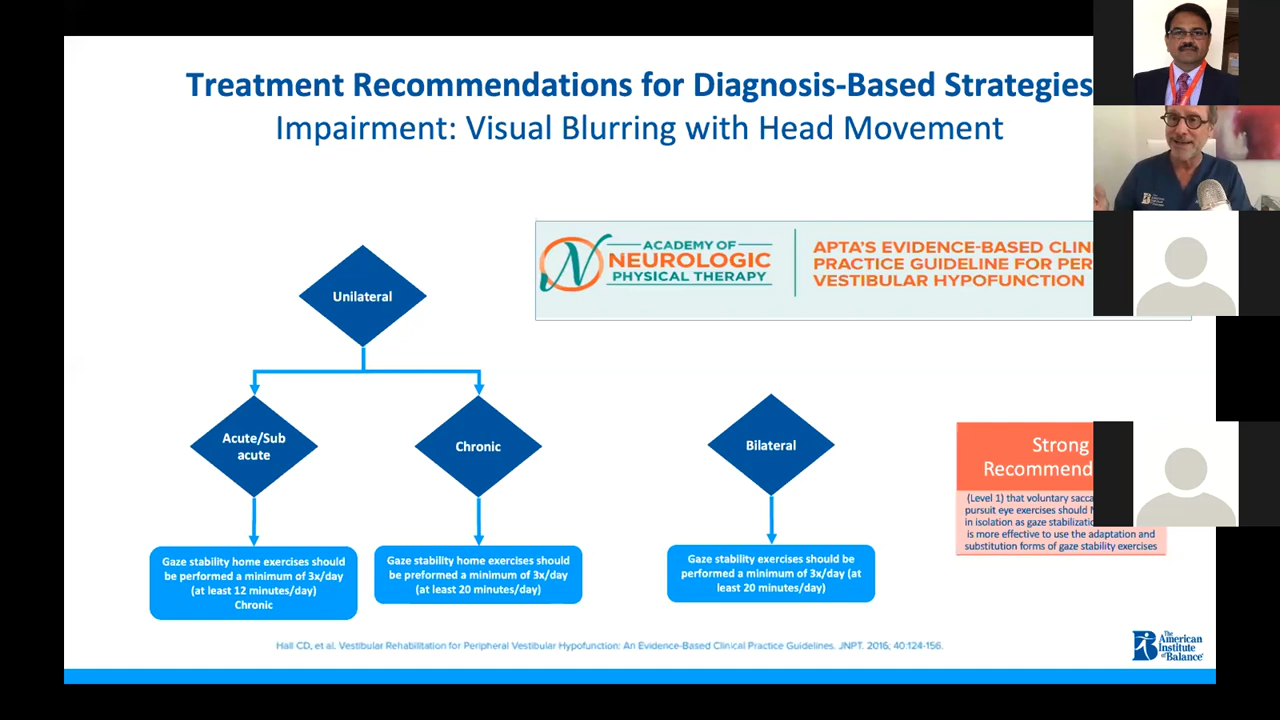 Treatment Recommendations for Diagnosis-Based Strategies
Impairment: Visual Blurring with Head Movement
ACADEMY OF
NEUROLOGIC
PHYSICAL THERAPY
APTA'S EVIDENCE-BASED
PRACTICE GUIDELINE FOR
VESTIBULAR HYPOFUNCTION
Unilateral
Acute/Sub
acute
Chronic
Bilateral
Strong
(Level 1) that voluntary
pursuit eye exercises should
in isolation as gaze
is more effective to use the adaptation and
substitution forms of gaze stability exercises
Gaze stability home exercises should
be performed a minimum of 3x/day
(at least 12 minutes/day)
Chronic
Gaze stability home exercises should
be preformed a minimum of 3x/day
(at least 20 minutes/day)
Gaze stability exercises should be
performed a minimum of 3x/day (at
least 20 minutes/day)
Hall CD, et al. Vestibular Rehabilitation for Peripheral Vestibular Hypofunction: An Evidence-Based Clinical Practice Guidelines. JNPT. 2016, 40:124-156.
The
American
Institute
of Balance